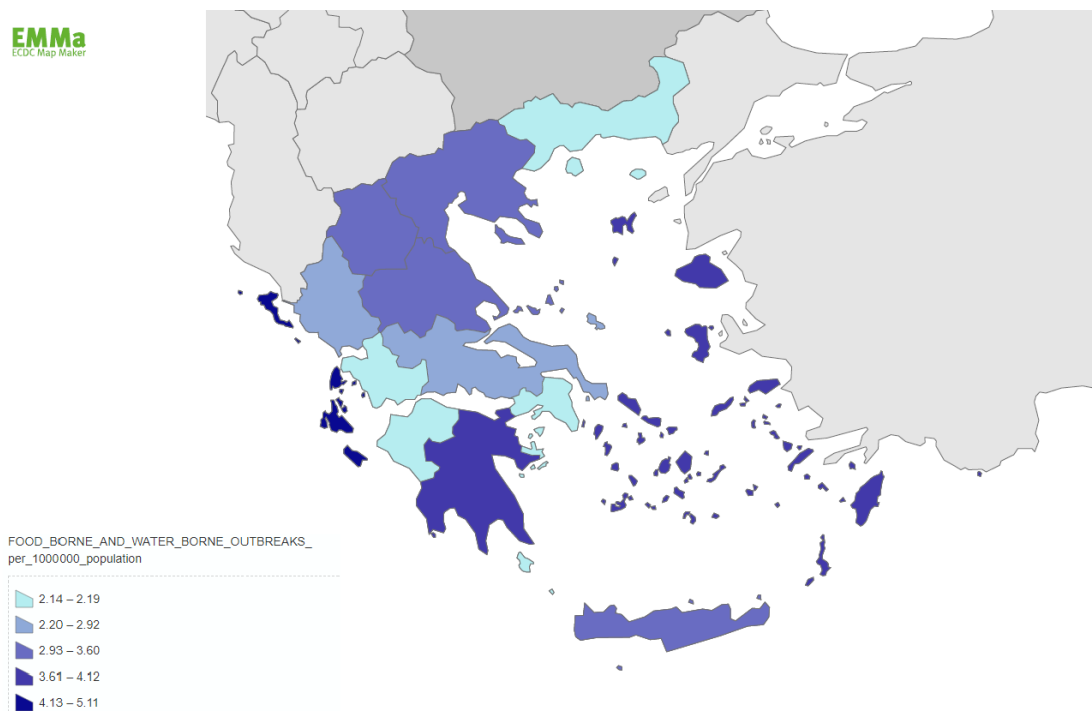 EMMa
ECDC Map Maker
FOOD_BORNE_AND_WATER_BORNE_OUTBREAKS_
per_1000000_population
2.14 – 2.19
2.20 – 2.92
2.93 – 3.60
3.61 – 4.12
4.13 – 5.11